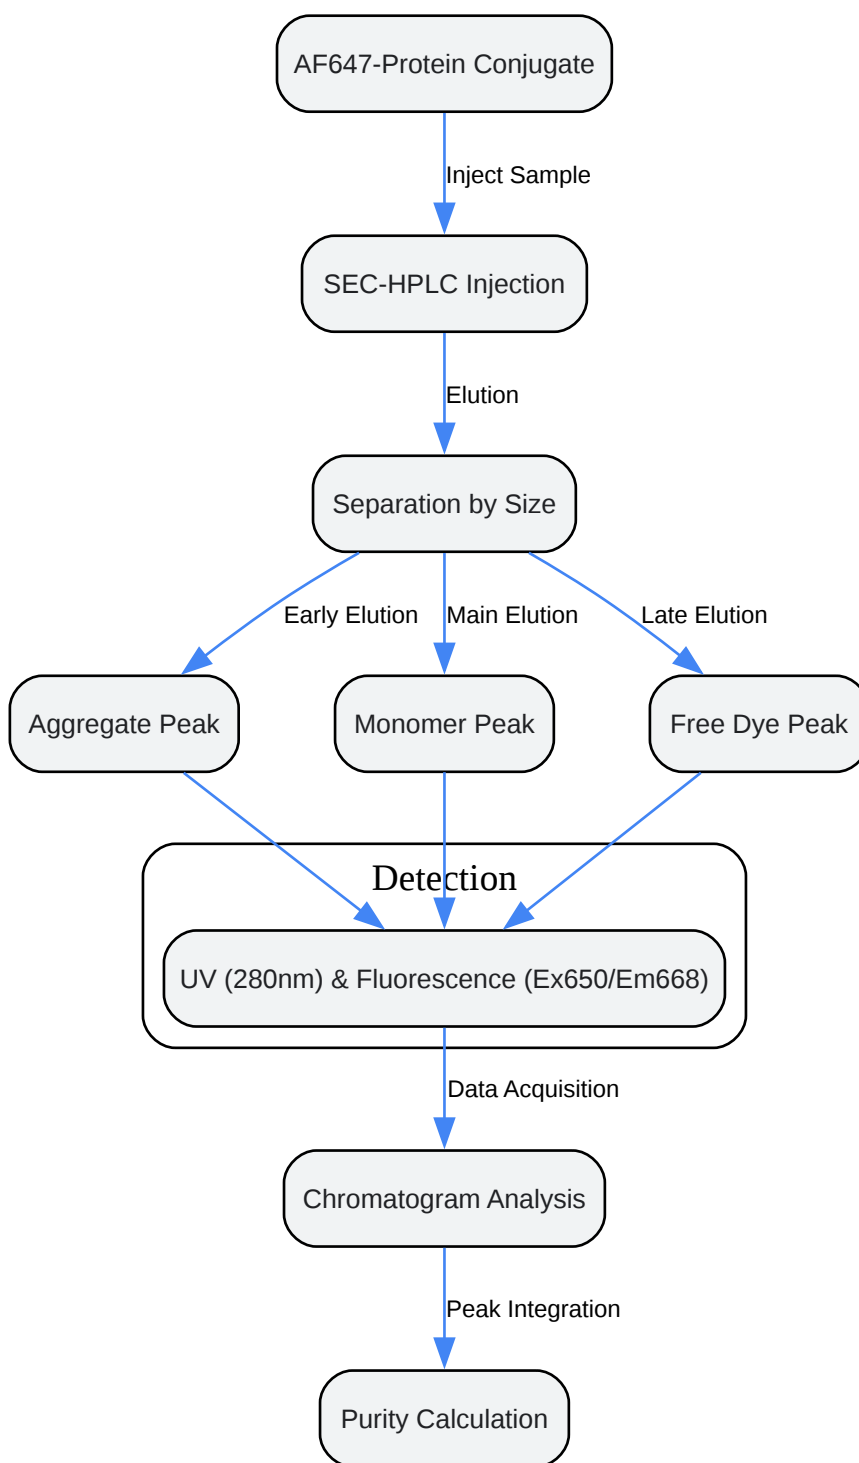 AF647-Protein Conjugate
Inject Sample
SEC-HPLC Injection
Elution
Separation by Size
Early Elution
Main Elution
Late Elution
Aggregate Peak
Monomer Peak
Free Dye Peak
Detection
UV (280nm) & Fluorescence (Ex650/Em668)
Data Acquisition
Chromatogram Analysis
Peak Integration
Purity Calculation